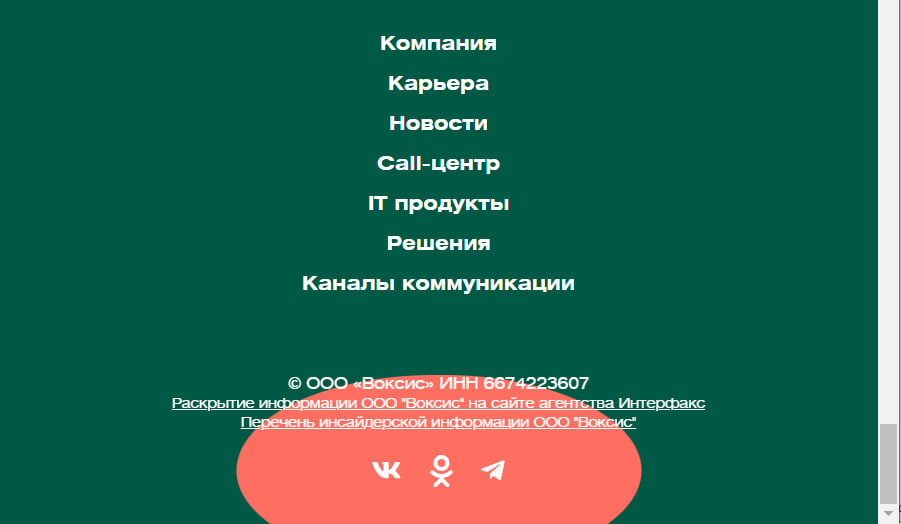 Компания
Карьера
Новости
Call-центр
IT продукты
Решения
Каналы коммуникации
© ООО «Воксис» ИНН 6674223607
Раскрытие информации ООО "Воксис" на сайте агентства Интерфакс
Перечень инсайдерской информации ООО "Воксис"